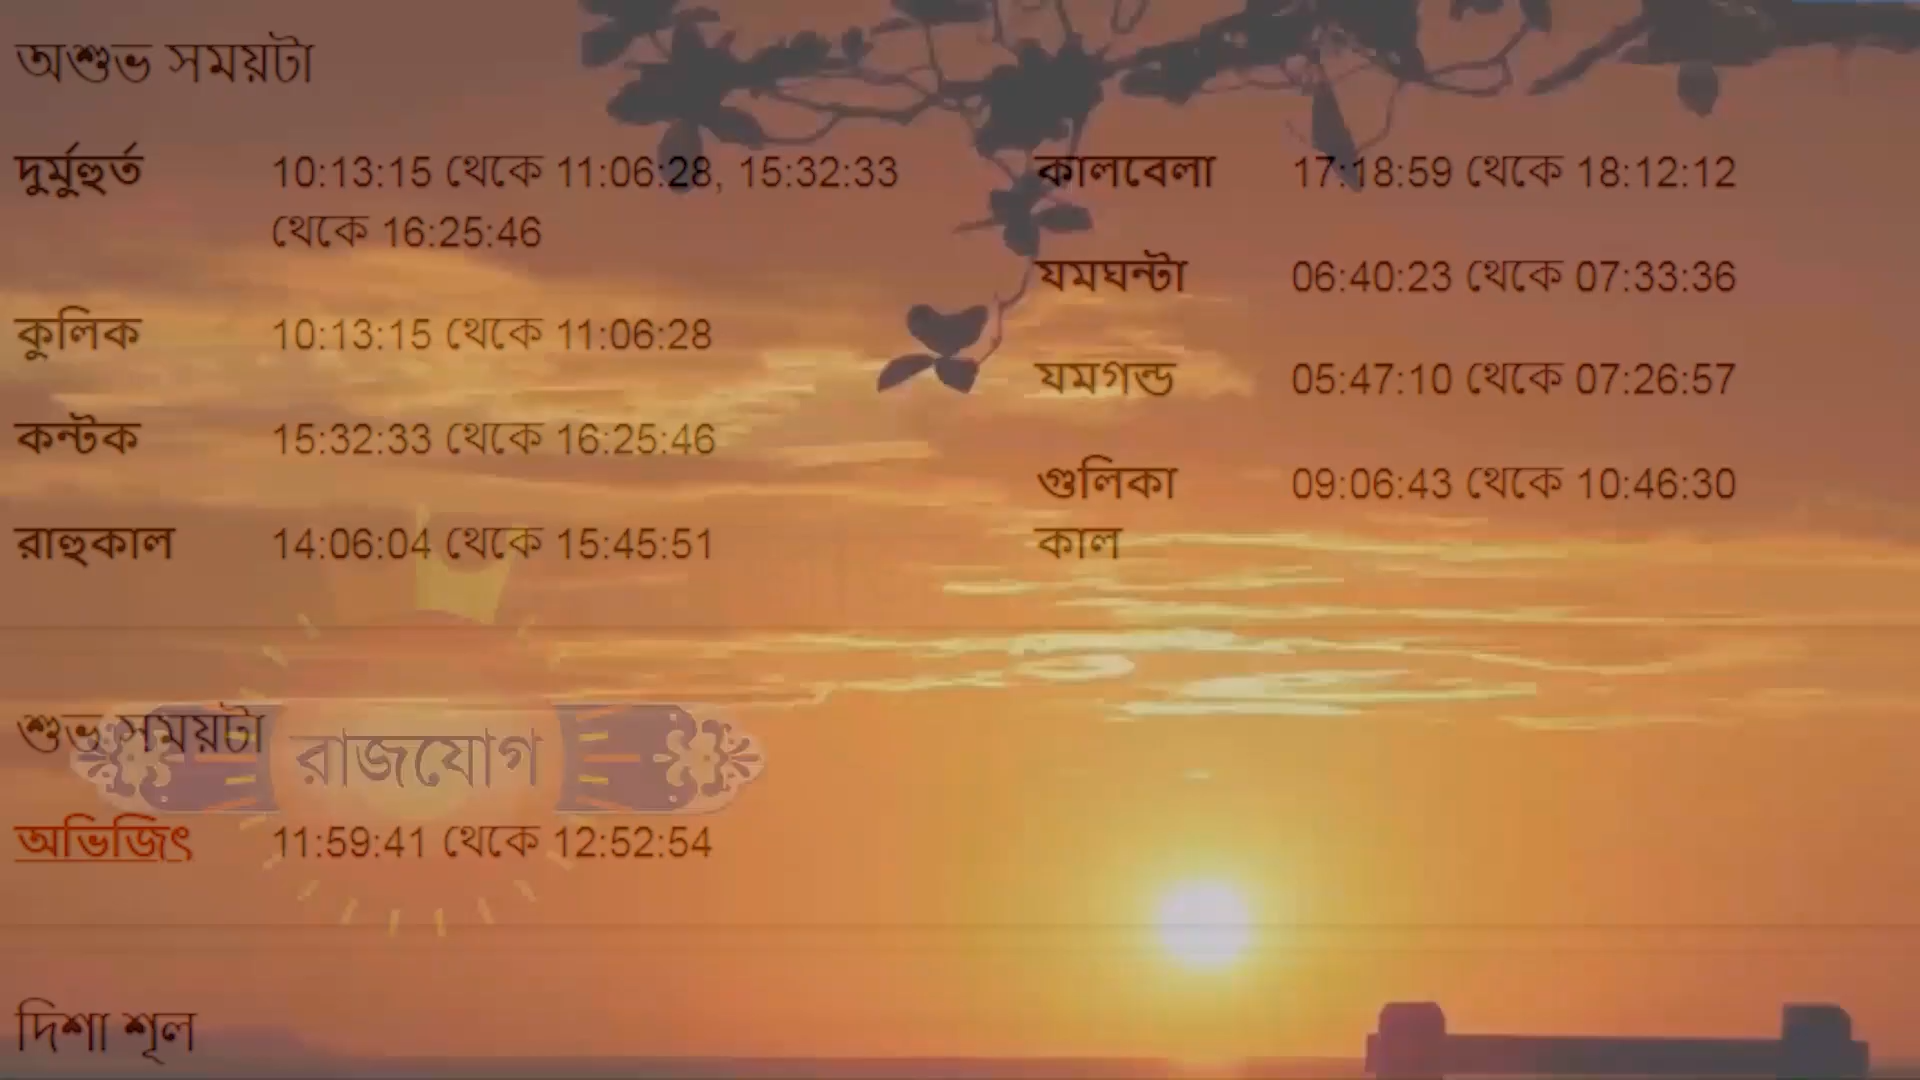 অশুভ সময়টা
দুর্মুহুর্ত 10:13:15 থেকে 11:06:28, 15:32:33
থেকে 16:25:46
কুলিক 10:13:15 থেকে 11:06:28
কন্টক 15:32:33 থেকে 16:25:46
রাহুকাল 14:06:04 থেকে 15:45:51
কালবেলা 17:18:59 থেকে 18:12:12
যমঘন্টা 06:40:23 থেকে 07:33:36
যমগন্ড 05:47:10 থেকে 07:26:57
গুলিকা 09:06:43 থেকে 10:46:30
কাল
শুভ সময়টা
রাজযোগ
অভিজিৎ 11:59:41 থেকে 12:52:54
দিশা শূল